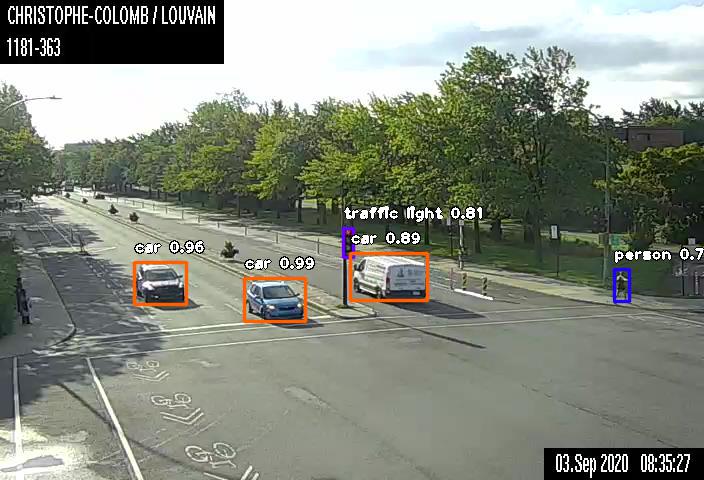 CHRISTOPHE-COLOMB / LOUVAIN
1181-363
traffic light 0.81
car 0.96
car 0.99
car 0.89
person 0.7
03.Sep 2020 08:35:27